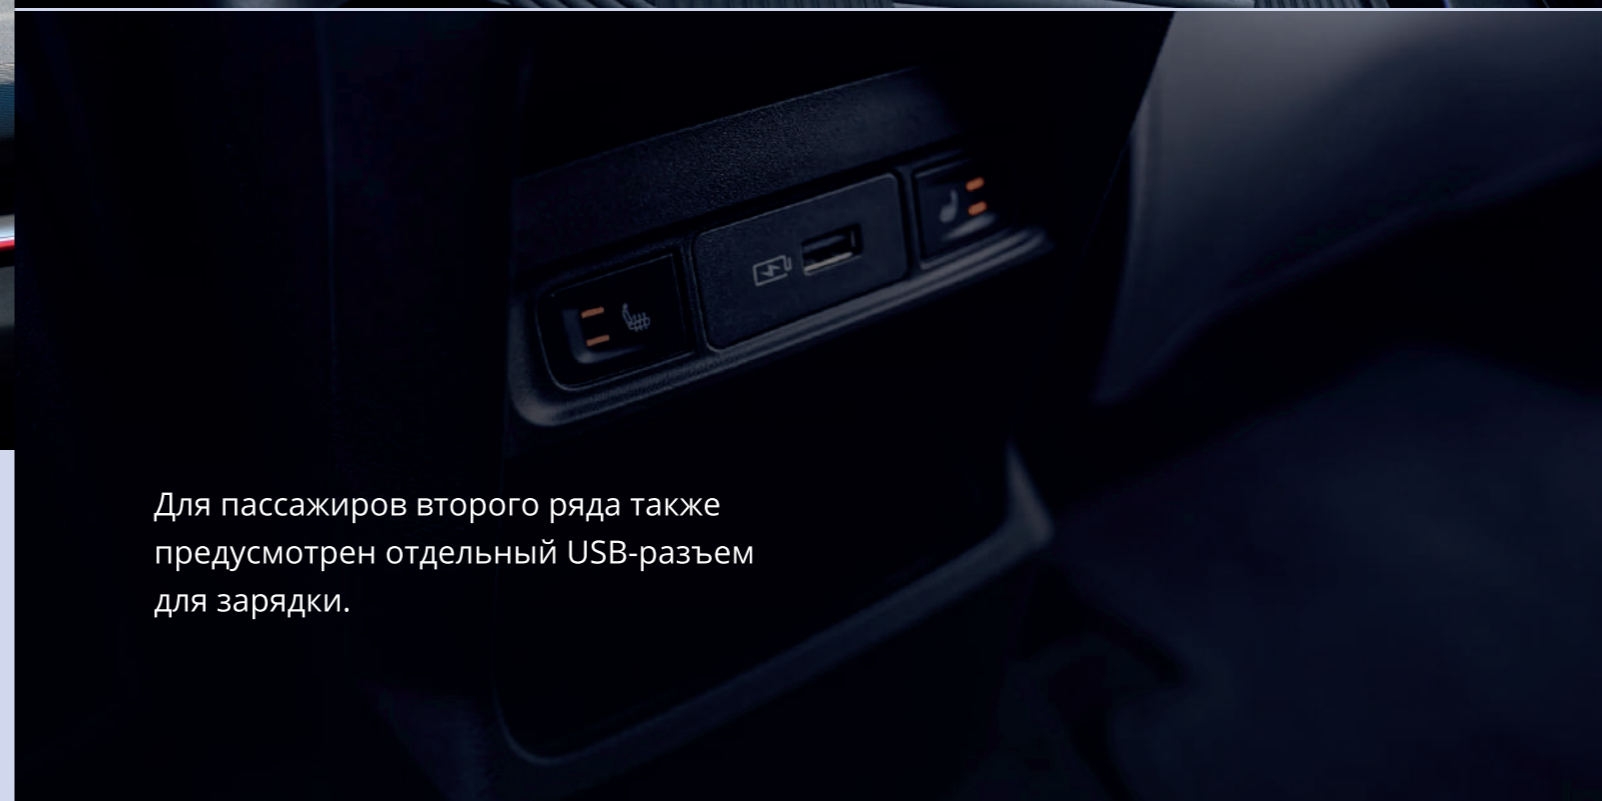 Для пассажиров второго ряда также
предусмотрен отдельный USB-разъем
для зарядки.